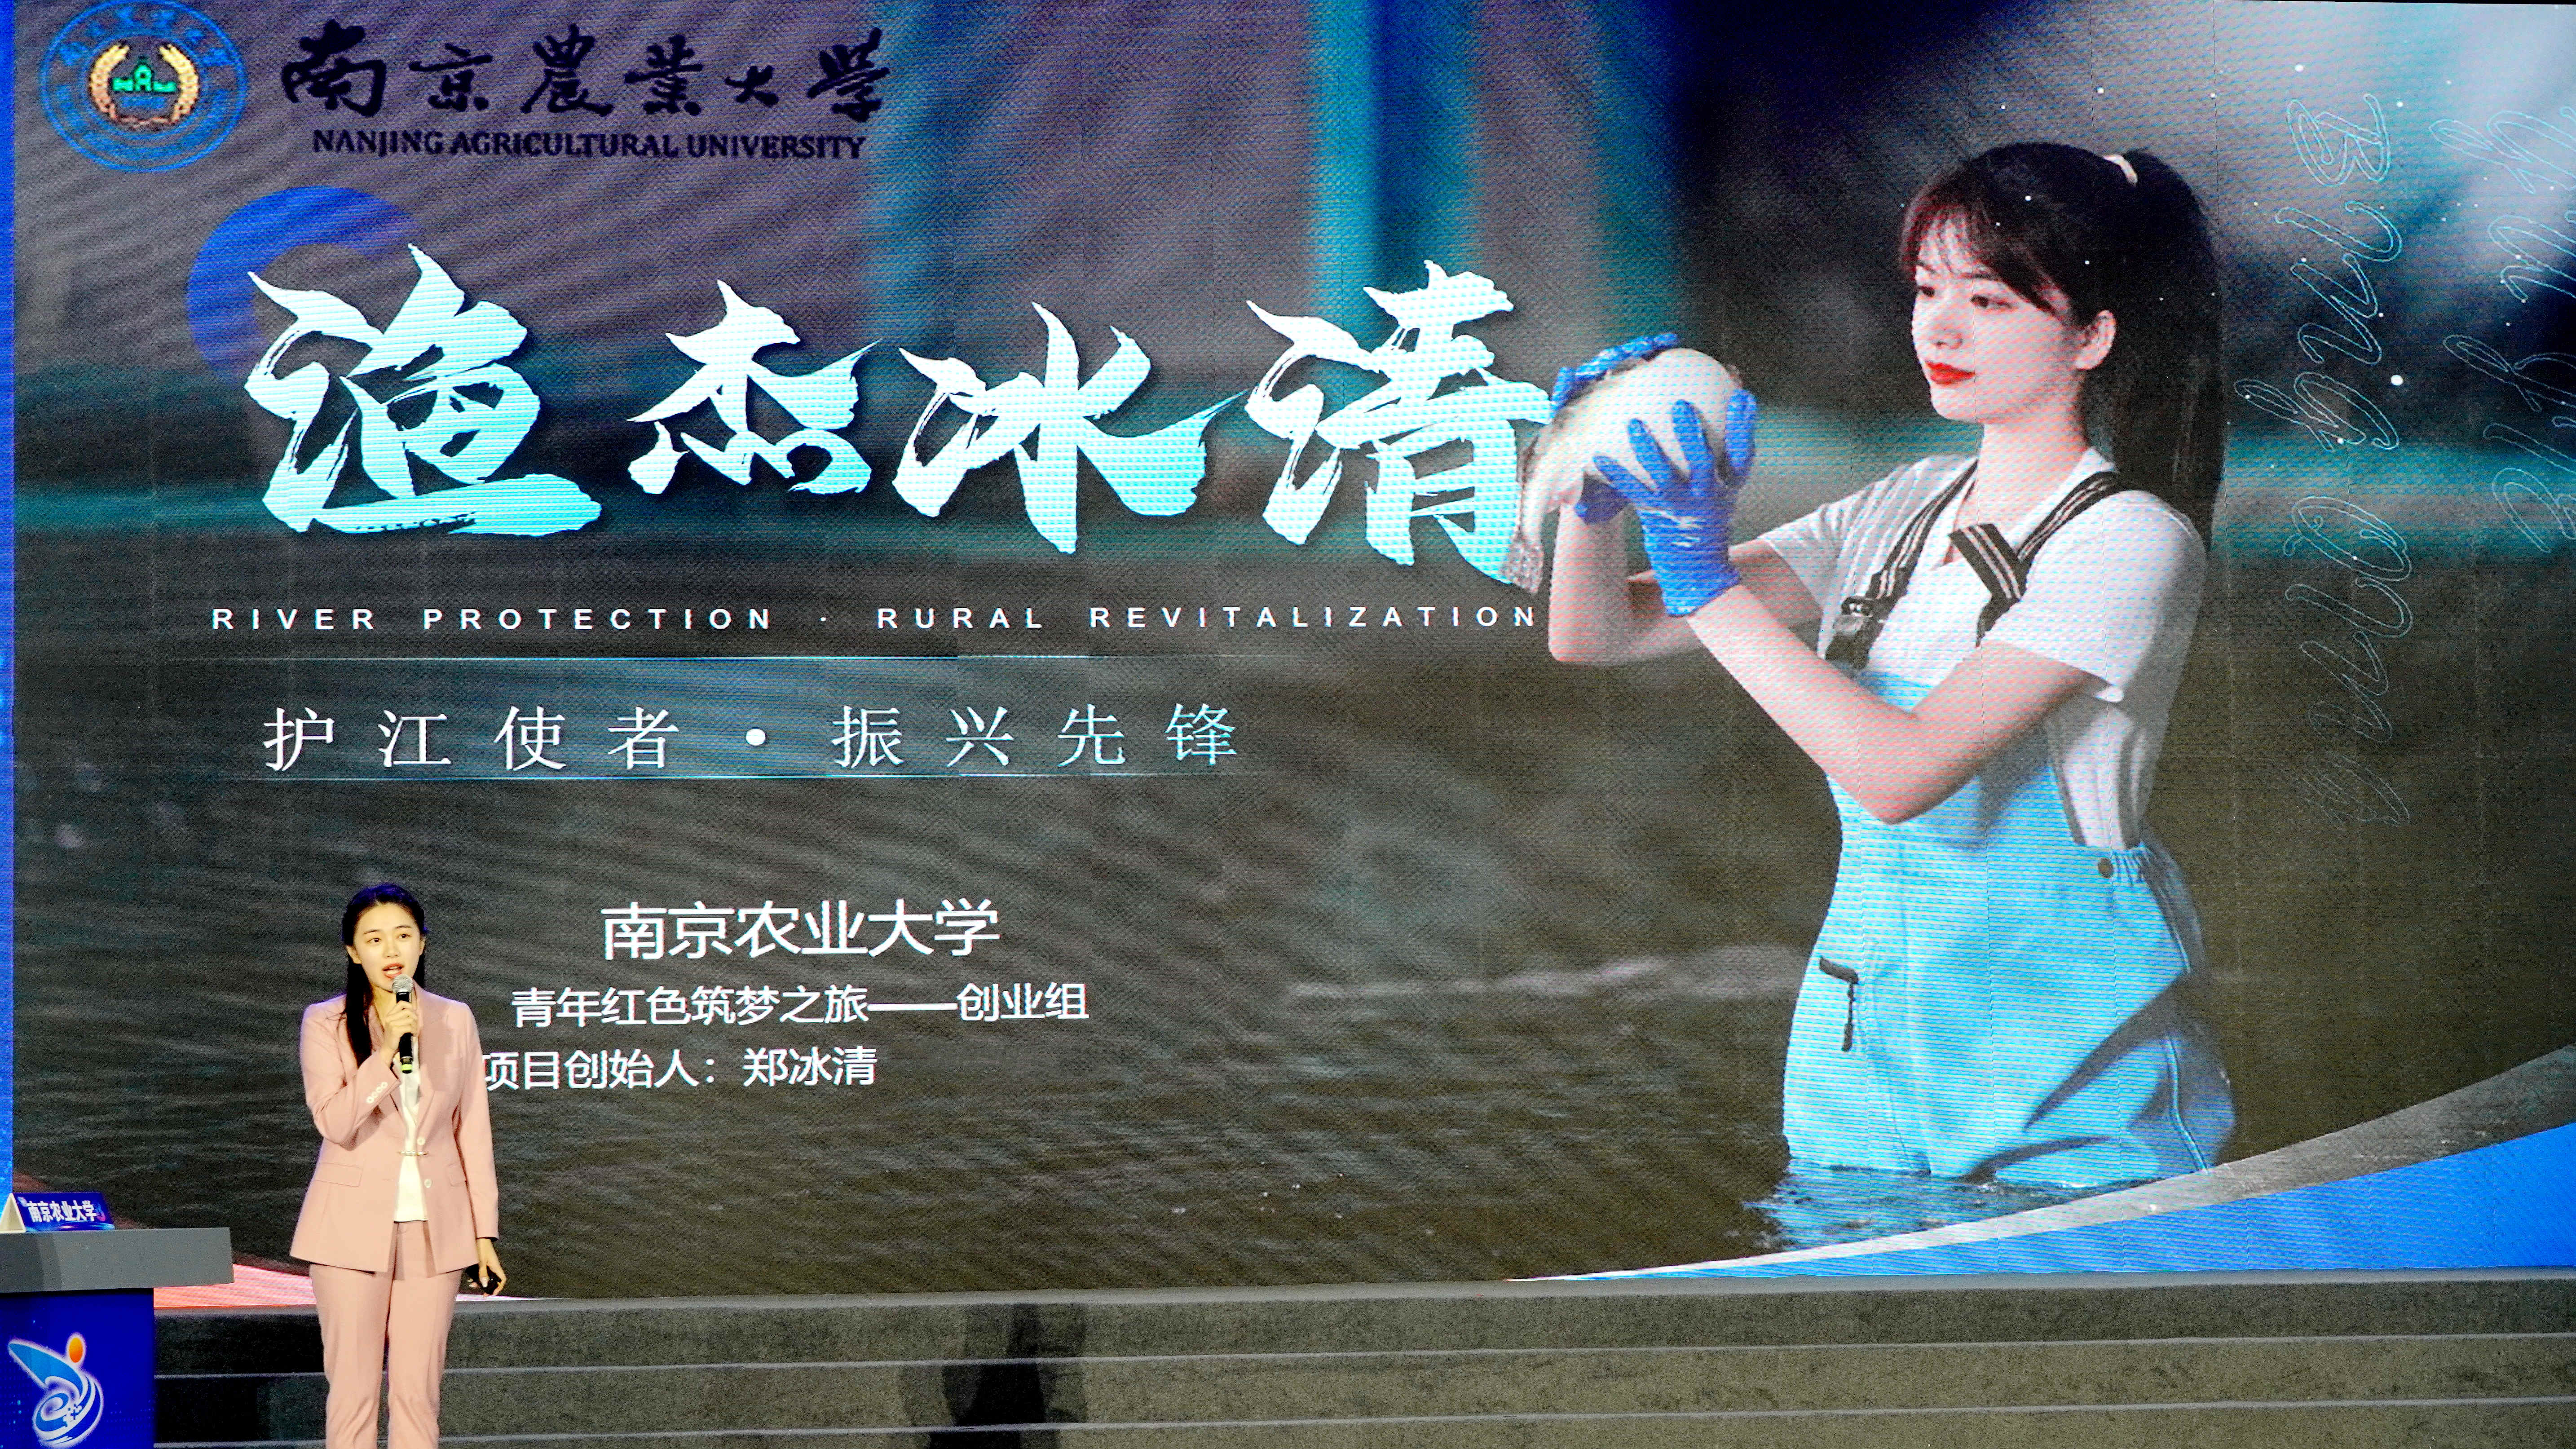 南京農業大学
NANJING AGRICULTURAL UNIVERSITY
渔杰冰清
RIVER PROTECTION · RURAL REVITALIZATION
护江使者·振兴先锋
南京农业大学
青年红色筑梦之旅——创业组
项目创始人：郑冰清
南京农业大学